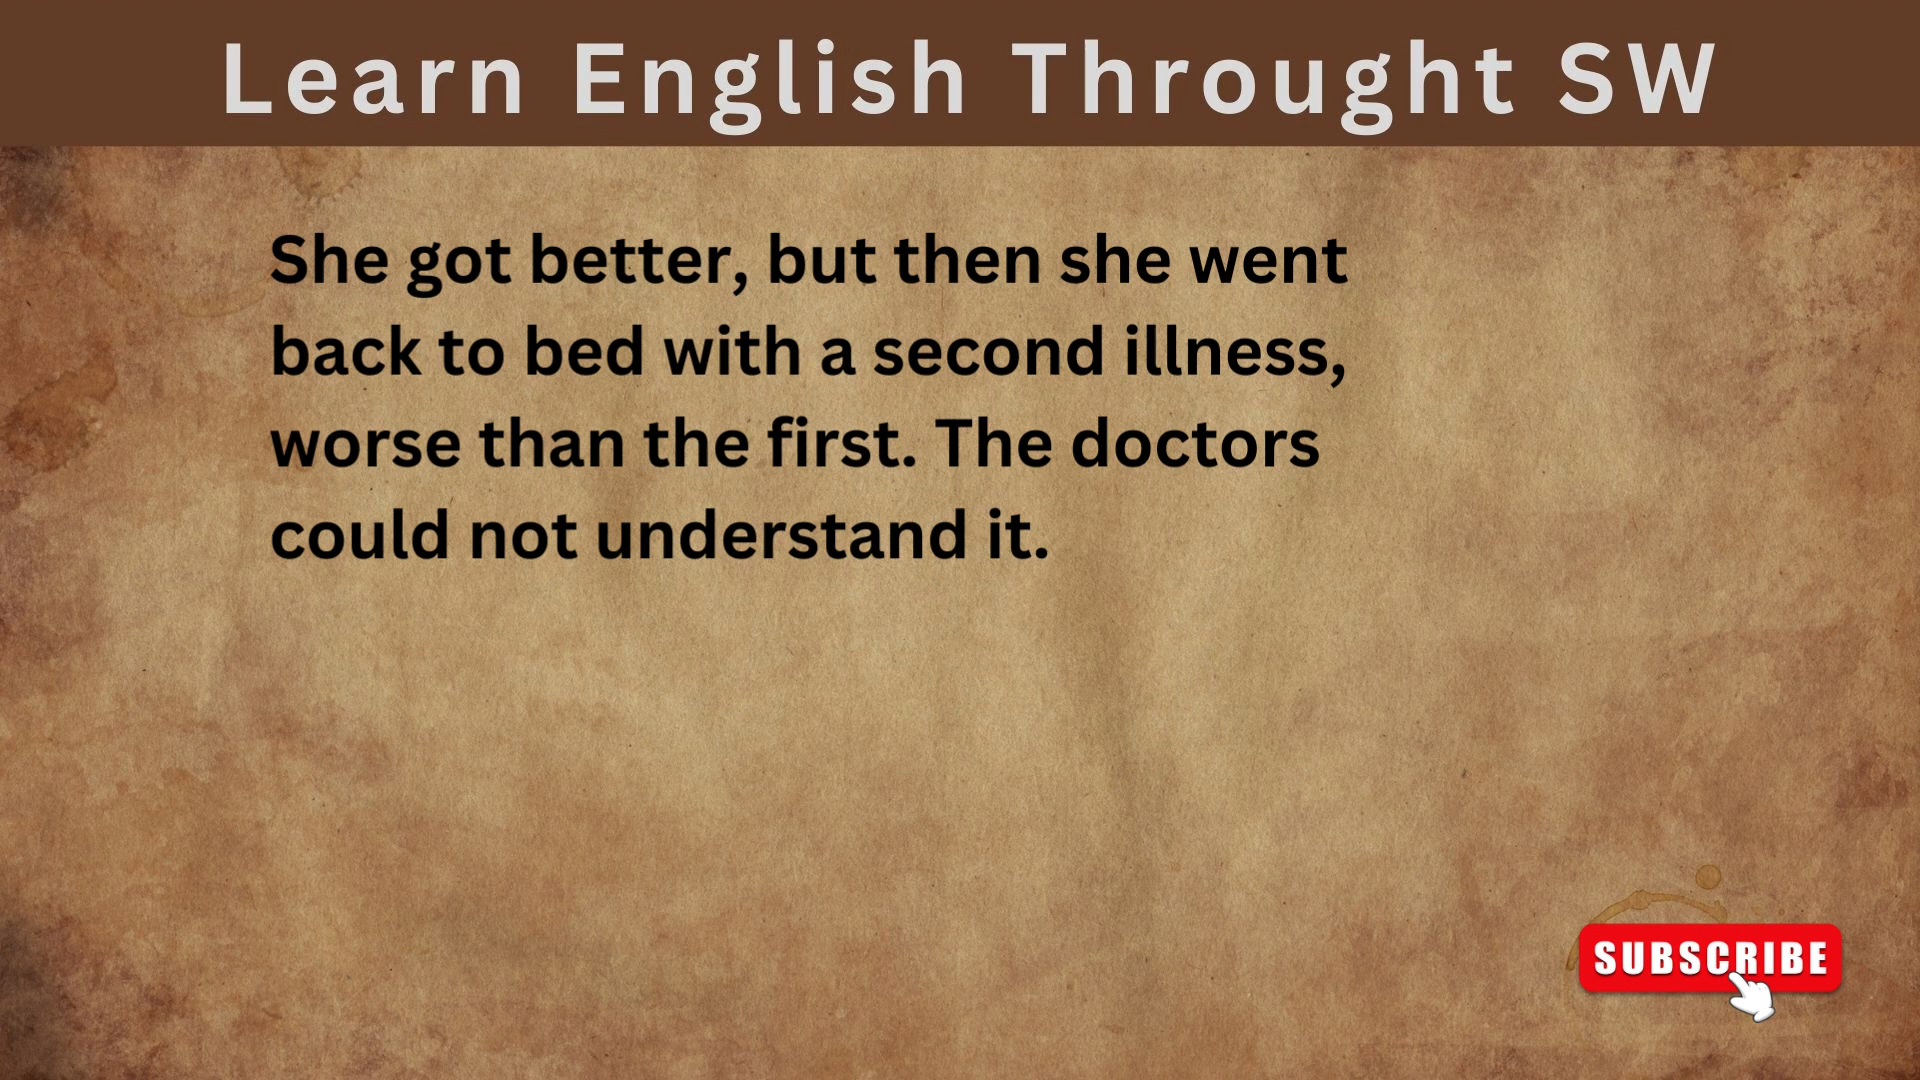 Learn English Throught SW
She got better, but then she went
back to bed with a second illness,
worse than the first. The doctors
could not understand it.
SUBSCRIBE